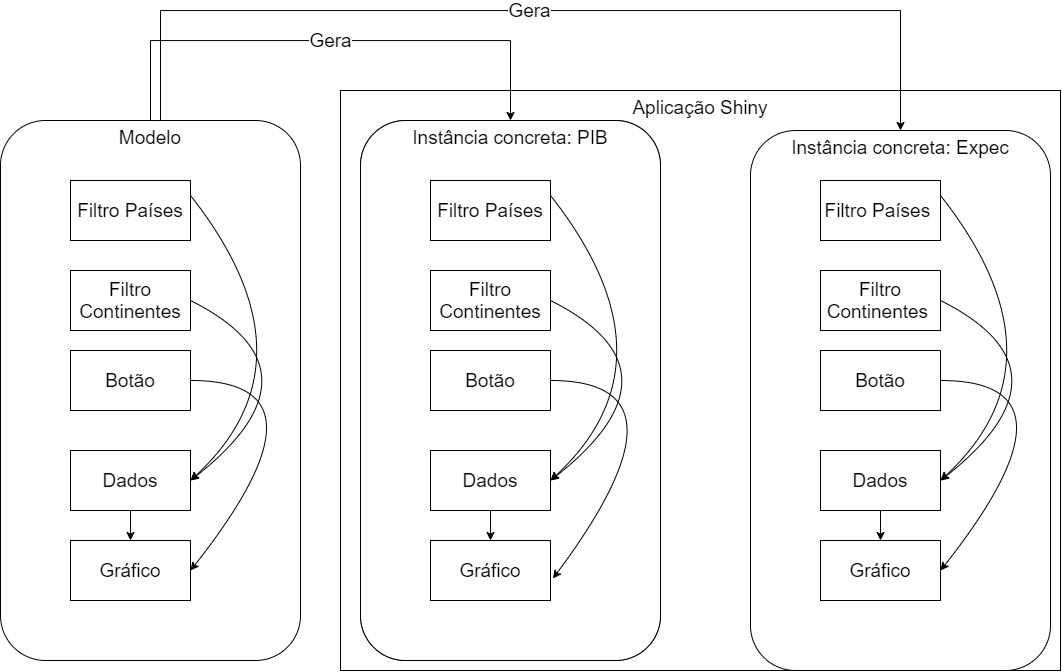 Gera
Gera
Aplicação Shiny
Modelo
Filtro Países
Filtro
Continentes
Botão
Dados
Gráfico
Instância concreta: PIB
Filtro Países
Filtro
Continentes
Botão
Dados
Gráfico
Instância concreta: Expec
Filtro Países
Filtro
Continentes
Botão
Dados
Gráfico